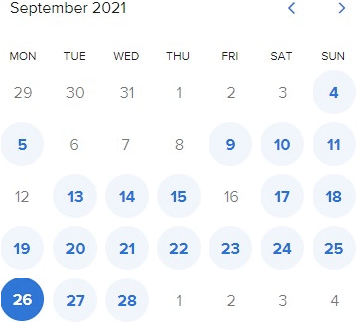 September 2021
MON TUE WED THU FRI SAT SUN
29 30 31 1 2 3 4
5 6 7 8 9 10 11
12 13 14 15 16 17 18
19 20 21 22 23 24 25
26 27 28 1 2 3 4